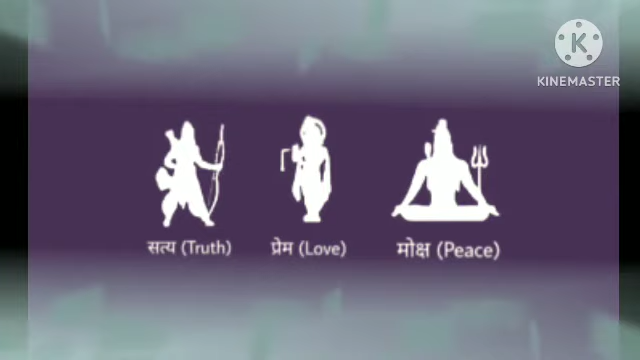 K
KINEMASTER
सत्य (Truth) प्रेम (Love) मोक्ष (Peace)